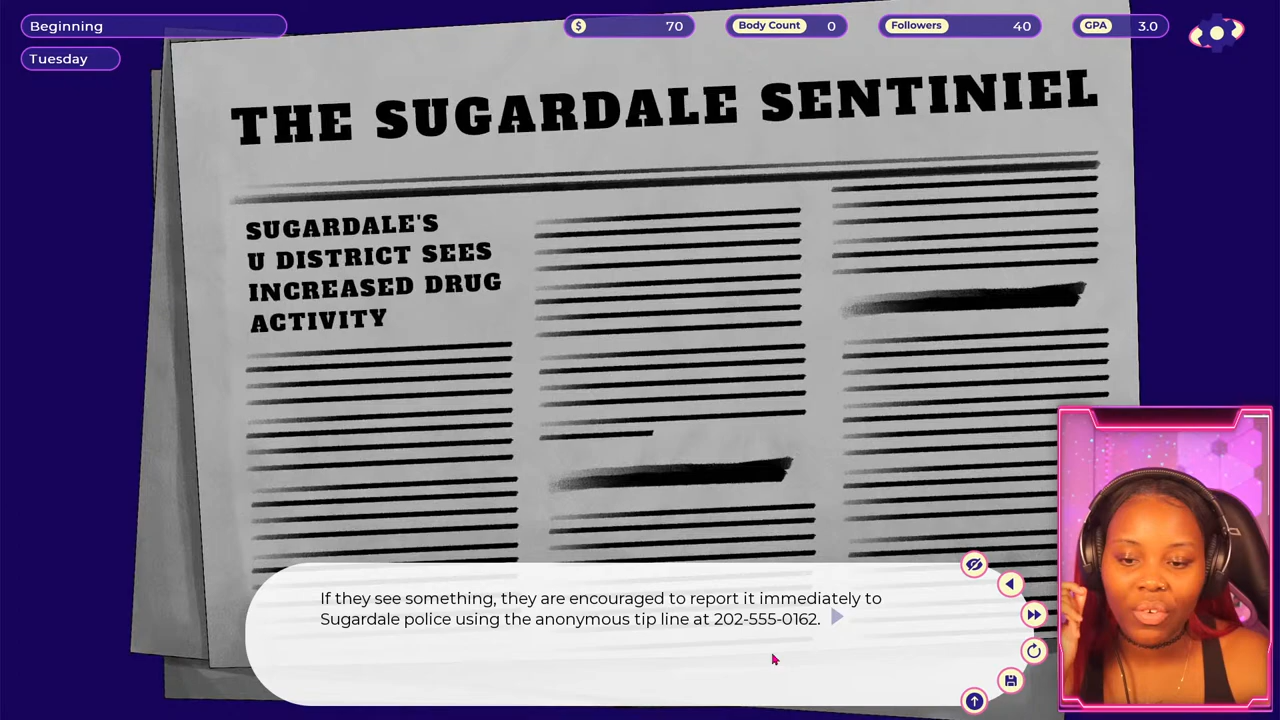 Beginning
$ 70
Body Count 0
Followers 40
GPA 3.0
Tuesday
THE SUGARDALE SENTINIEL
SUGARDALE'S
U DISTRICT SEES
INCREASED DRUG
ACTIVITY
If they see something, they are encouraged to report it immediately to
Sugardale police using the anonymous tip line at 202-555-0162.